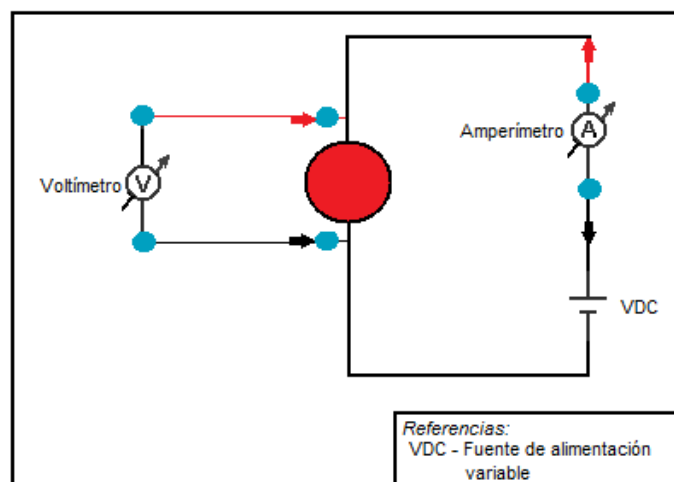 Amperímetro
A
Voltímetro
V
VDC
Referencias:
VDC - Fuente de alimentación
variable